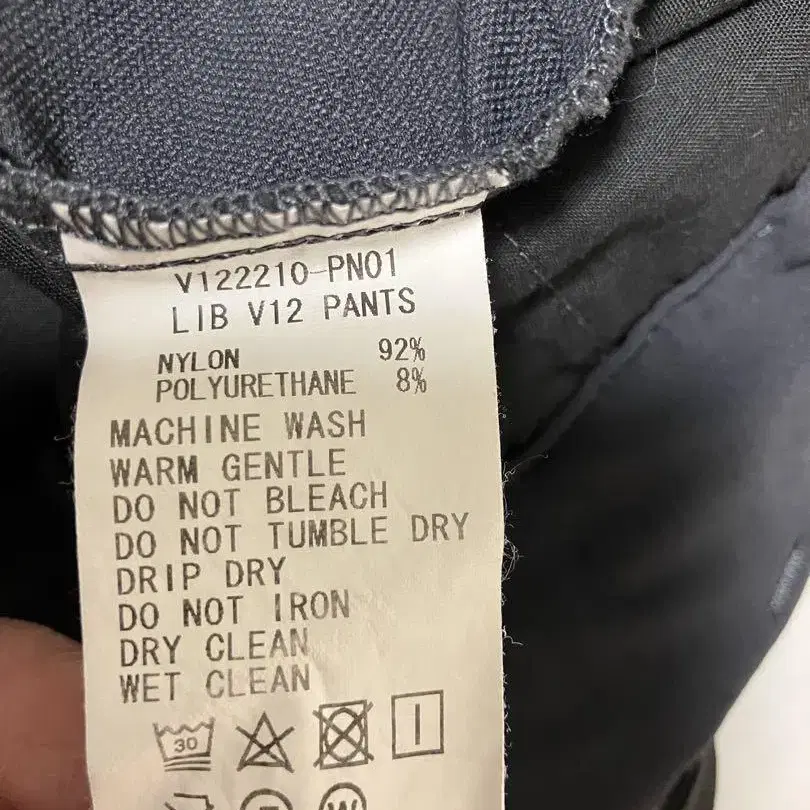 V122210-PN01
LIB V12 PANTS
NYLON 92%
POLYURETHANE 8%
MACHINE WASH
WARM GENTLE
DO NOT BLEACH
DO NOT TUMBLE DRY
DRIP DRY
DO NOT IRON
DRY CLEAN
WET CLEAN
30
W